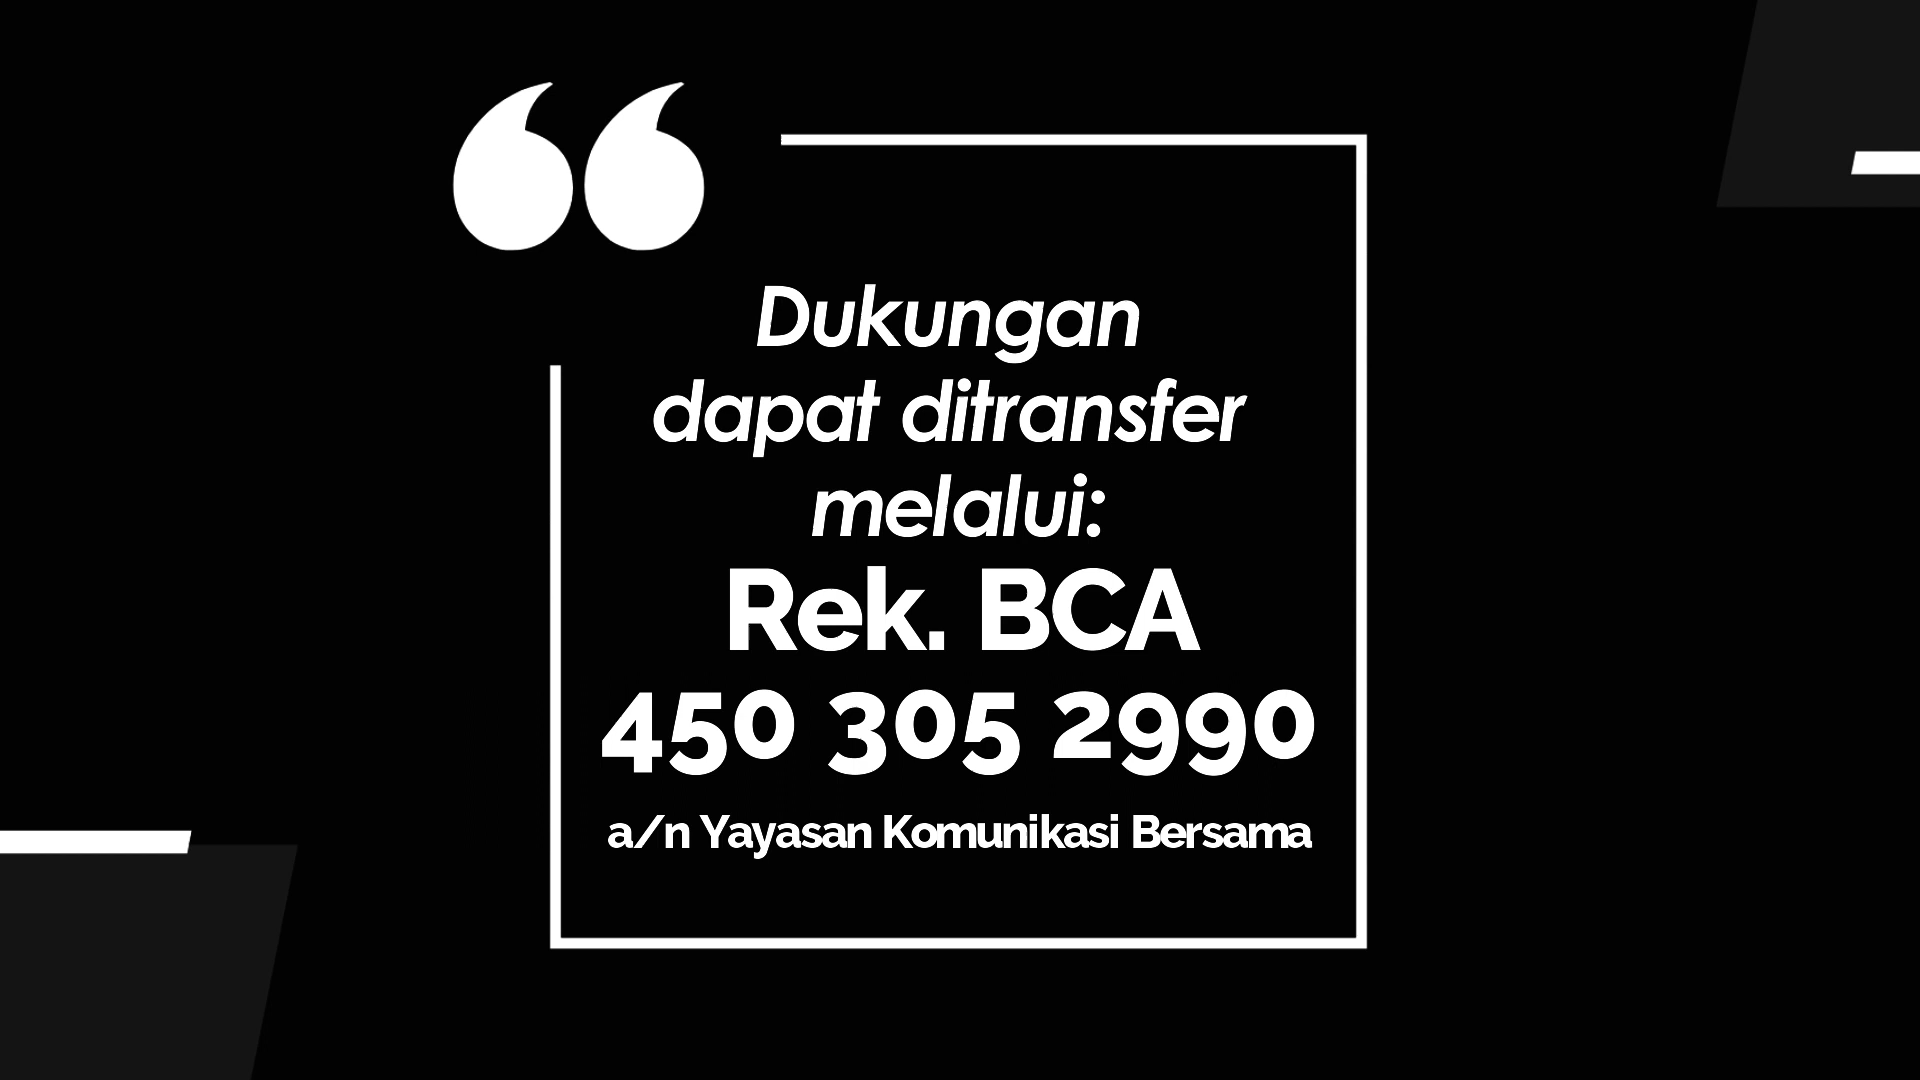 Dukungan
dapat ditransfer
melalui:
Rek. BCA
450 305 2990
a/n Yayasan Komunikasi Bersama